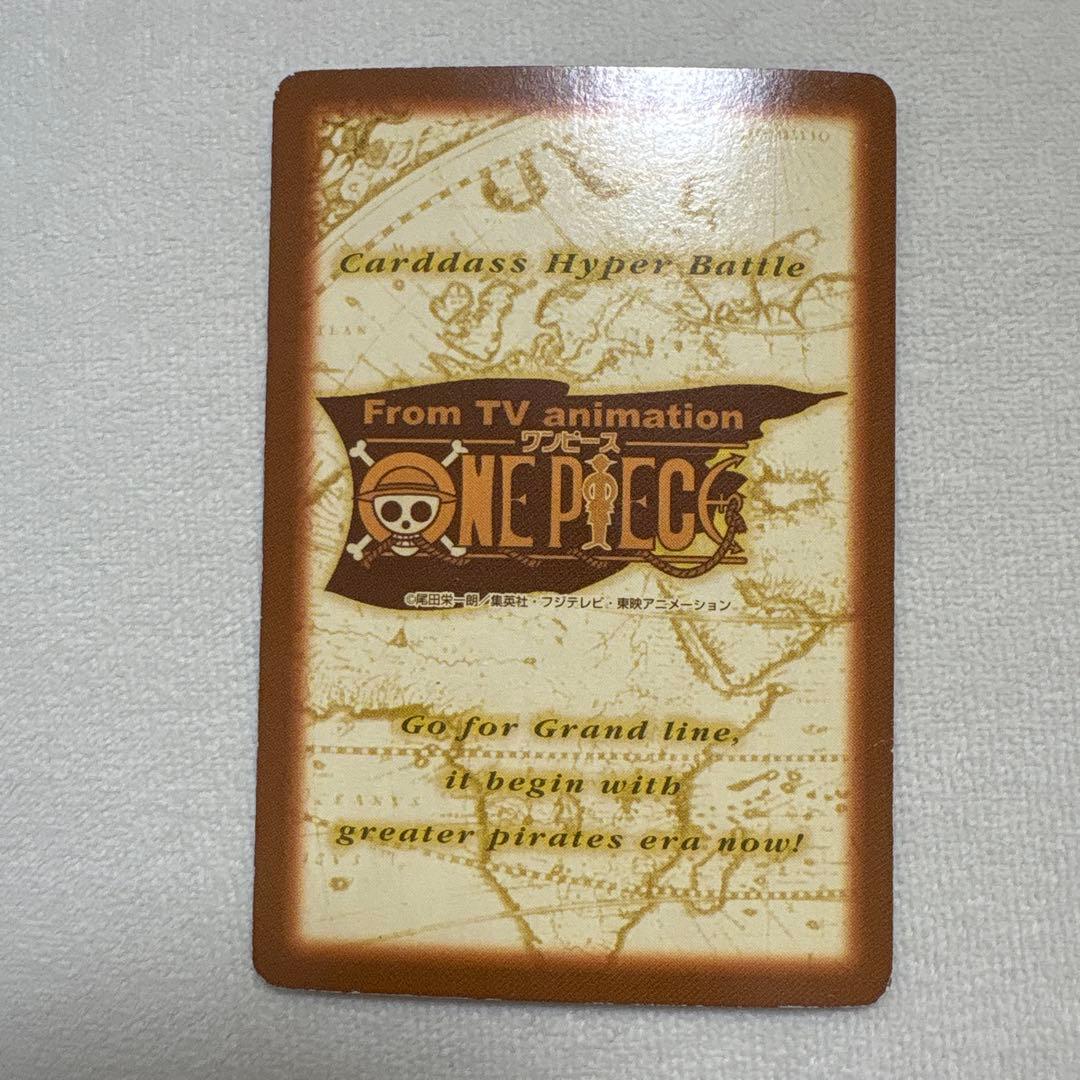 Carddass Hyper Battle
From TV animation
ワンピース
ONE PIECE
©尾田栄一朗／集英社・フジテレビ・東映アニメーション
Go for Grand line,
it begin with
greater pirates era now!